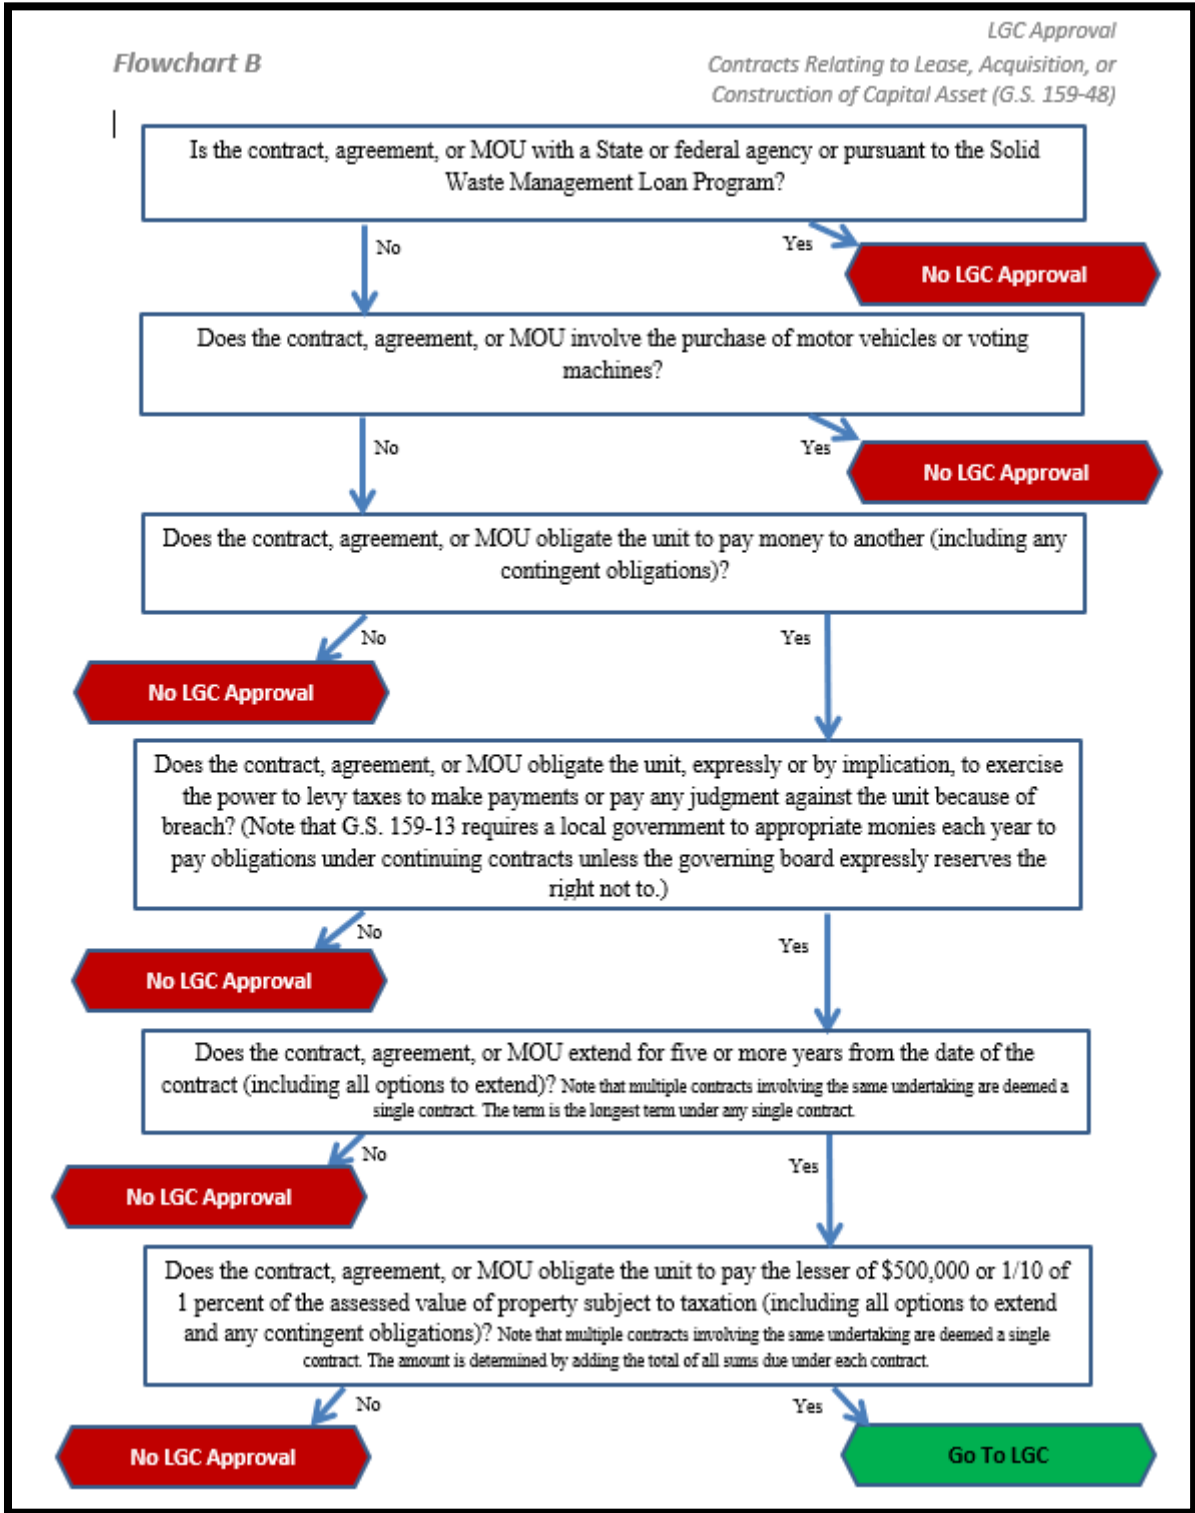 LGC Approval
Flowchart B
Contracts Relating to Lease, Acquisition, or
Construction of Capital Asset (G.S. 159-48)
Is the contract, agreement, or MOU with a State or federal agency or pursuant to the Solid
Waste Management Loan Program?
No
Yes
No LGC Approval
Does the contract, agreement, or MOU involve the purchase of motor vehicles or voting
machines?
No
Yes
No LGC Approval
Does the contract, agreement, or MOU obligate the unit to pay money to another (including any
contingent obligations)?
No
Yes
No LGC Approval
Does the contract, agreement, or MOU obligate the unit, expressly or by implication, to exercise
the power to levy taxes to make payments or pay any judgment against the unit because of
breach? (Note that G.S. 159-13 requires a local government to appropriate monies each year to
pay obligations under continuing contracts unless the governing board expressly reserves the
right not to.)
No
Yes
No LGC Approval
Does the contract, agreement, or MOU extend for five or more years from the date of the
contract (including all options to extend)? Note that multiple contracts involving the same undertaking are deemed a
single contract. The term is the longest term under any single contract.
No
Yes
No LGC Approval
Does the contract, agreement, or MOU obligate the unit to pay the lesser of $500,000 or 1/10 of
1 percent of the assessed value of property subject to taxation (including all options to extend
and any contingent obligations)? Note that multiple contracts involving the same undertaking are deemed a single
contract. The amount is determined by adding the total of all sums due under each contract.
No
Yes
No LGC Approval
Go To LGC